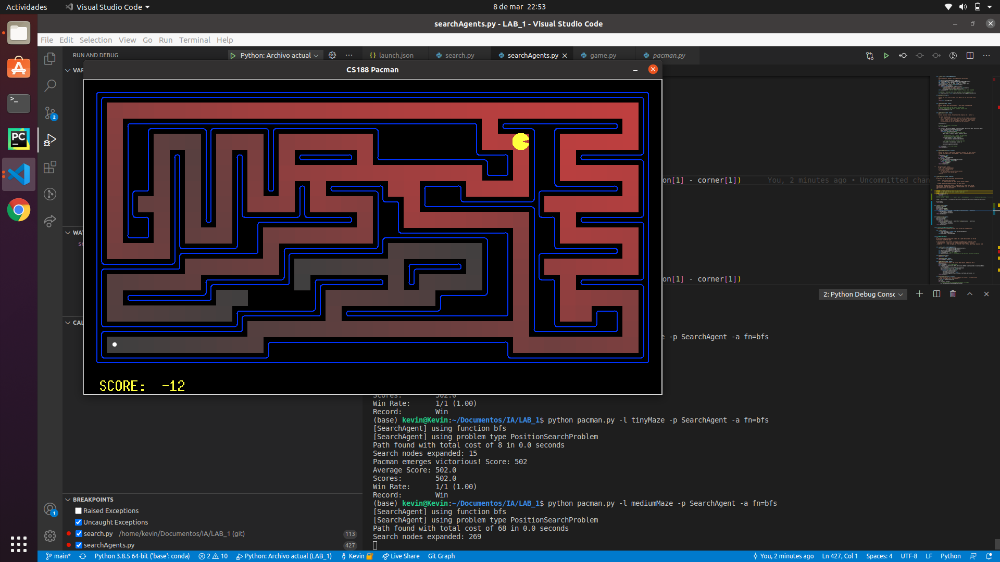 Actividades
Visual Studio Code
8 de mar 22:53
searchAgents.py - LAB_1 - Visual Studio Code
File Edit Selection View Go Run Terminal Help
RUN AND DEBUG
Python: Archivo actual
launch.json
search.py
searchAgents.py
game.py
pacman.py
VAR
CS188 Pacman
on[1] - corner[1]) You, 2 minutes ago • Uncommitted chan
WAT
se
on[1] - corner[1])
2: Python Debug Consc
CAL
e -p SearchAgent -a fn=bfs
SCORE: -12
Scores: 502.0
Win Rate: 1/1 (1.00)
Record: Win
(base) kevin@Kevin:~/Documentos/IA/LAB_1$ python pacman.py -l tinyMaze -p SearchAgent -a fn=bfs
[SearchAgent] using function bfs
[SearchAgent] using problem type PositionSearchProblem
Path found with total cost of 8 in 0.0 seconds
Search nodes expanded: 15
Pacman emerges victorious! Score: 502
Average Score: 502.0
Scores: 502.0
Win Rate: 1/1 (1.00)
Record: Win
(base) kevin@Kevin:~/Documentos/IA/LAB_1$ python pacman.py -l mediumMaze -p SearchAgent -a fn=bfs
[SearchAgent] using function bfs
[SearchAgent] using problem type PositionSearchProblem
Path found with total cost of 68 in 0.0 seconds
Search nodes expanded: 269
BREAKPOINTS
Raised Exceptions
Uncaught Exceptions
search.py /home/kevin/Documentos/IA/LAB_1 (git) 113
searchAgents.py 427
main* Python 3.8.5 64-bit ('base': conda) 2 10 Python: Archivo actual (LAB_1) Kevin Live Share Git Graph You, 2 minutes ago Ln 427, Col 1 Spaces: 4 UTF-8 LF Python
PC
2
1